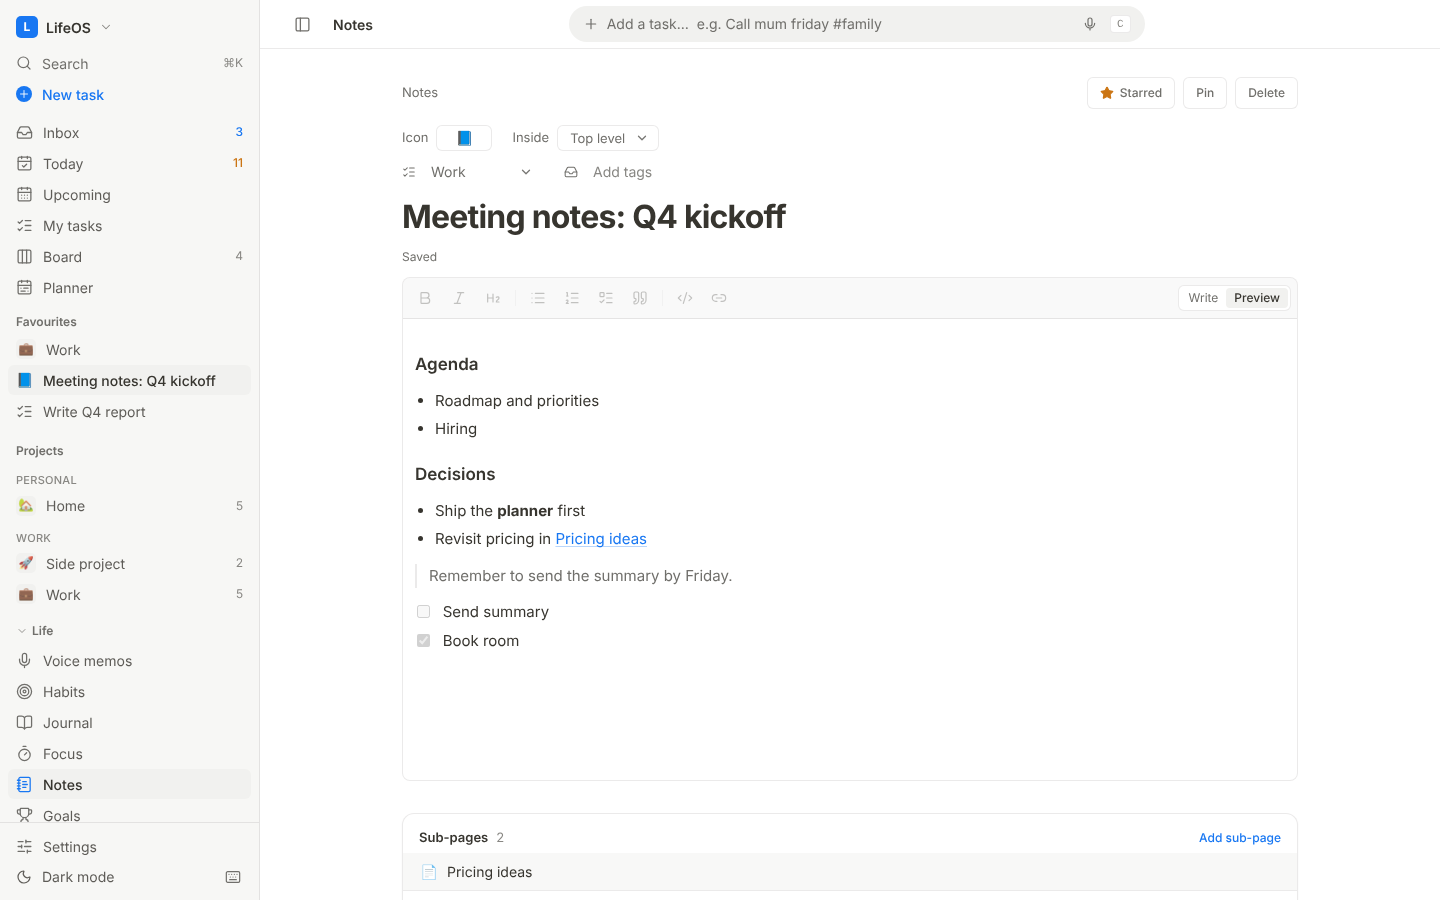 L LifeOS
Search ⌘K
New task
Inbox 3
Today 11
Upcoming
My tasks
Board 4
Planner
Favourites
Work
Meeting notes: Q4 kickoff
Write Q4 report
Projects
PERSONAL
Home 5
WORK
Side project 2
Work 5
Life
Voice memos
Habits
Journal
Focus
Notes
Goals
Settings
Dark mode
Notes
Add a task... e.g. Call mum friday #family C
Notes
Starred Pin Delete
Icon Inside Top level
Work Add tags
Meeting notes: Q4 kickoff
Saved
B I H2 Write Preview
Agenda
Roadmap and priorities
Hiring
Decisions
Ship the planner first
Revisit pricing in Pricing ideas
Remember to send the summary by Friday.
Send summary
Book room
Sub-pages 2 Add sub-page
Pricing ideas